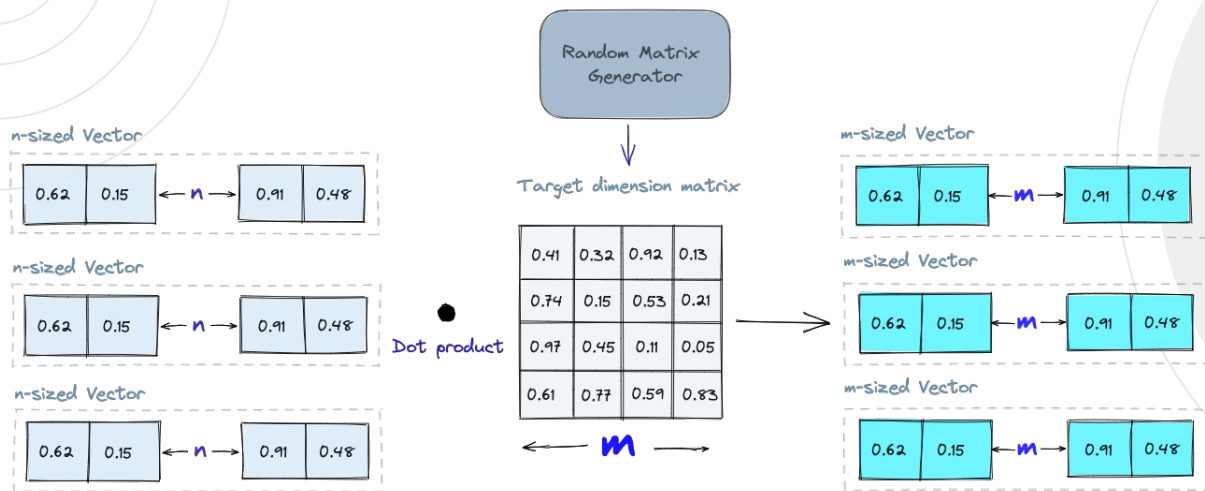 Random Matrix
Generator
n-sized Vector
0.62 0.15 n 0.91 0.48
n-sized Vector
0.62 0.15 n 0.91 0.48
n-sized Vector
0.62 0.15 n 0.91 0.48
Dot product
Target dimension matrix
0.41 0.32 0.92 0.13
0.74 0.15 0.53 0.21
0.97 0.45 0.11 0.05
0.61 0.77 0.59 0.83
m
m-sized Vector
0.62 0.15 m 0.91 0.48
m-sized Vector
0.62 0.15 m 0.91 0.48
m-sized Vector
0.62 0.15 m 0.91 0.48